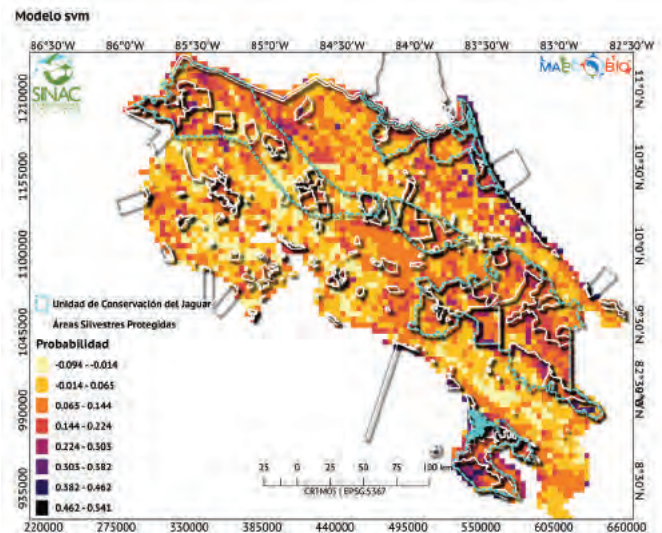 Modelo svm
86°30'W 86°0'W 85°30'W 85°0'W 84°30'W 84°0'W 83°30'W 83°0'W 82°30'W
SINAC
1210000
1155000
1100000
1045000
990000
935000
11°0'N
10°30'N
10°0'N
9°30'N
8°30'N
Unidad de Conservación del Jaguar
Áreas Silvestres Protegidas
Probabilidad
-0.094 - -0.014
-0.014 - 0.065
0.065 - 0.144
0.144 - 0.224
0.224 - 0.303
0.303 - 0.382
0.382 - 0.462
0.462 - 0.541
25 0 25 50 75 100 km
CRTM05 ( EPSG:5367
220000 275000 330000 385000 440000 495000 550000 605000 660000